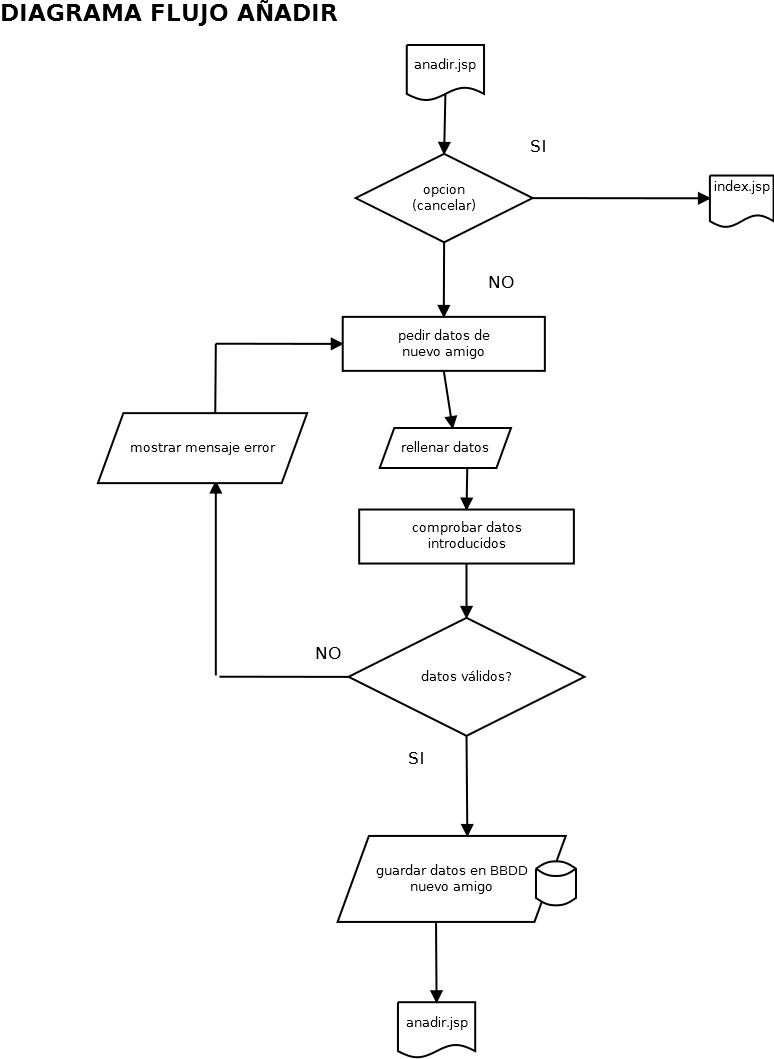 DIAGRAMA FLUJO AÑADIR
anadir.jsp
SI
opcion
(cancelar)
index.jsp
NO
pedir datos de
nuevo amigo
mostrar mensaje error
rellenar datos
comprobar datos
introducidos
NO
datos válidos?
SI
guardar datos en BBDD
nuevo amigo
anadir.jsp